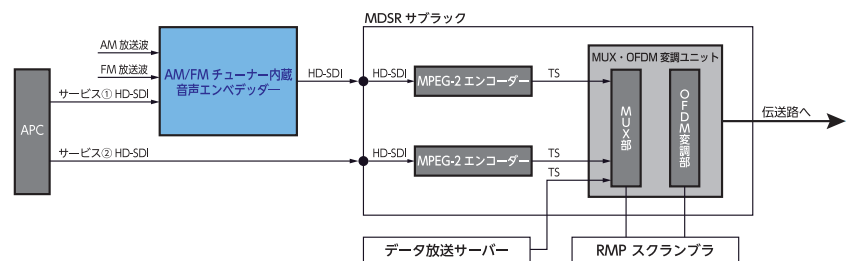 MDSR サブラック
AM 放送波
FM 放送波
AM/FM チューナー内蔵
音声エンベデッダー
HD-SDI
HD-SDI
MPEG-2 エンコーダー
TS
MUX・OFDM 変調ユニット
MUX部
OFDM変調部
伝送路へ
APC
サービス① HD-SDI
サービス② HD-SDI
HD-SDI
MPEG-2 エンコーダー
TS
TS
データ放送サーバー
RMP スクランブラ